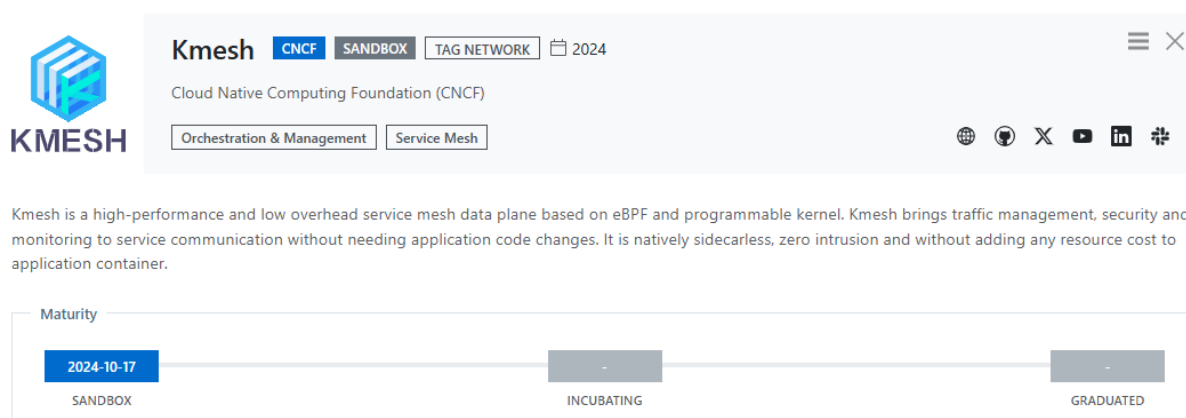 Kmesh CNCF SANDBOX TAG NETWORK 2024
Cloud Native Computing Foundation (CNCF)
KMESH
Orchestration & Management Service Mesh
Kmesh is a high-performance and low overhead service mesh data plane based on eBPF and programmable kernel. Kmesh brings traffic management, security and
monitoring to service communication without needing application code changes. It is natively sidecarless, zero intrusion and without adding any resource cost to
application container.
Maturity
2024-10-17 - -
SANDBOX INCUBATING GRADUATED